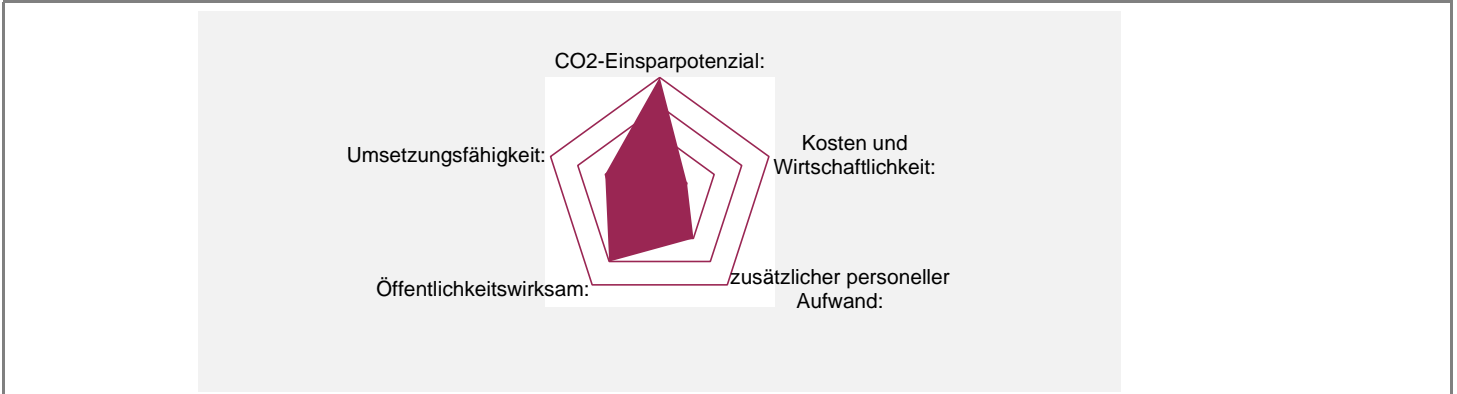 CO2-Einsparpotenzial:
Kosten und
Wirtschaftlichkeit:
zusätzlicher personeller
Aufwand:
Öffentlichkeitswirksam:
Umsetzungsfähigkeit: